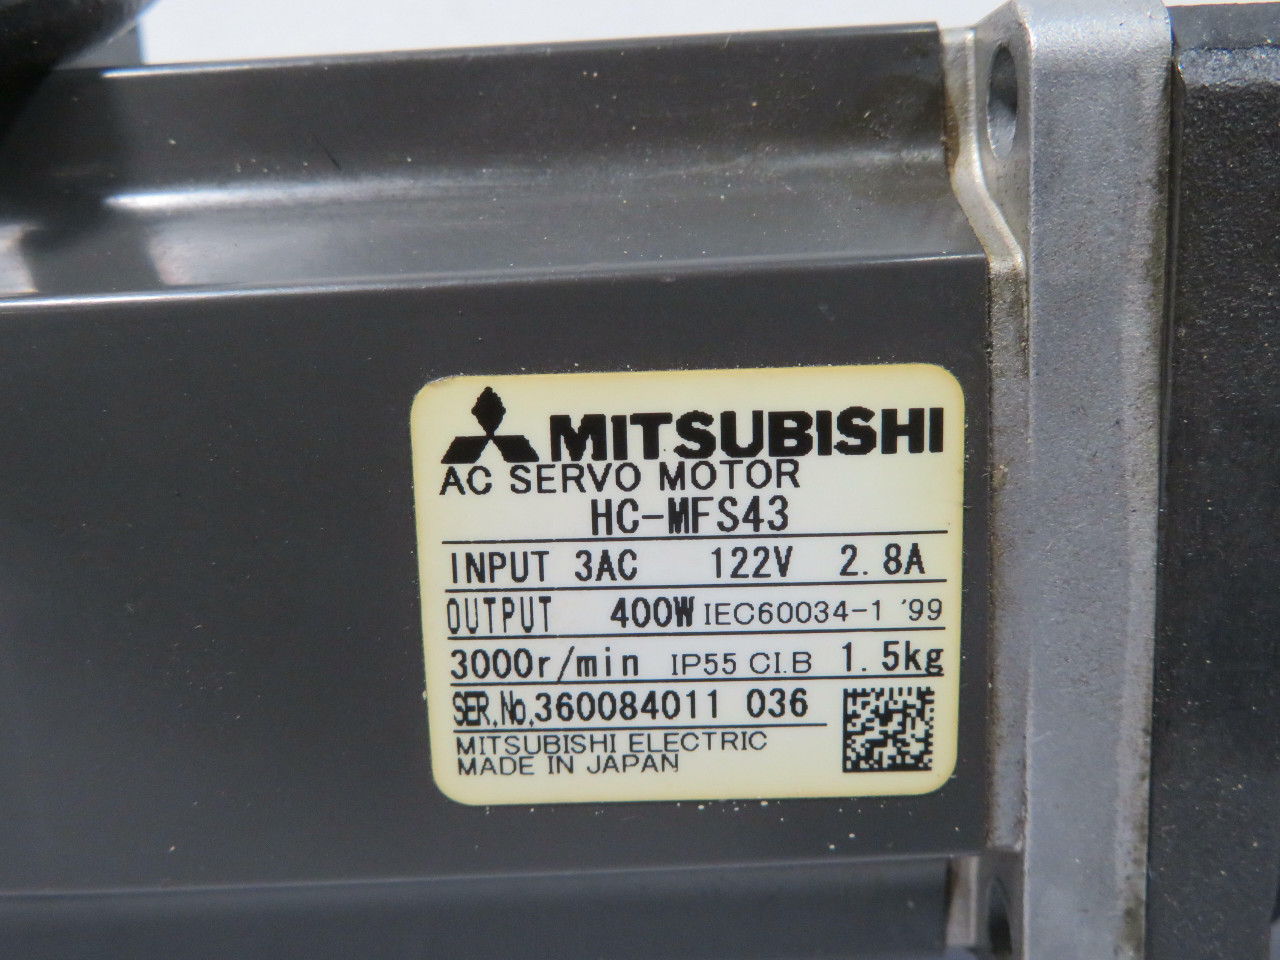 MITSUBISHI
AC SERVO MOTOR
HC-MFS43
INPUT 3AC 122V 2.8A
OUTPUT 400W IEC60034-1 '99
3000r/min IP55 CI.B 1.5kg
SER.No.360084011 036
MITSUBISHI ELECTRIC
MADE IN JAPAN